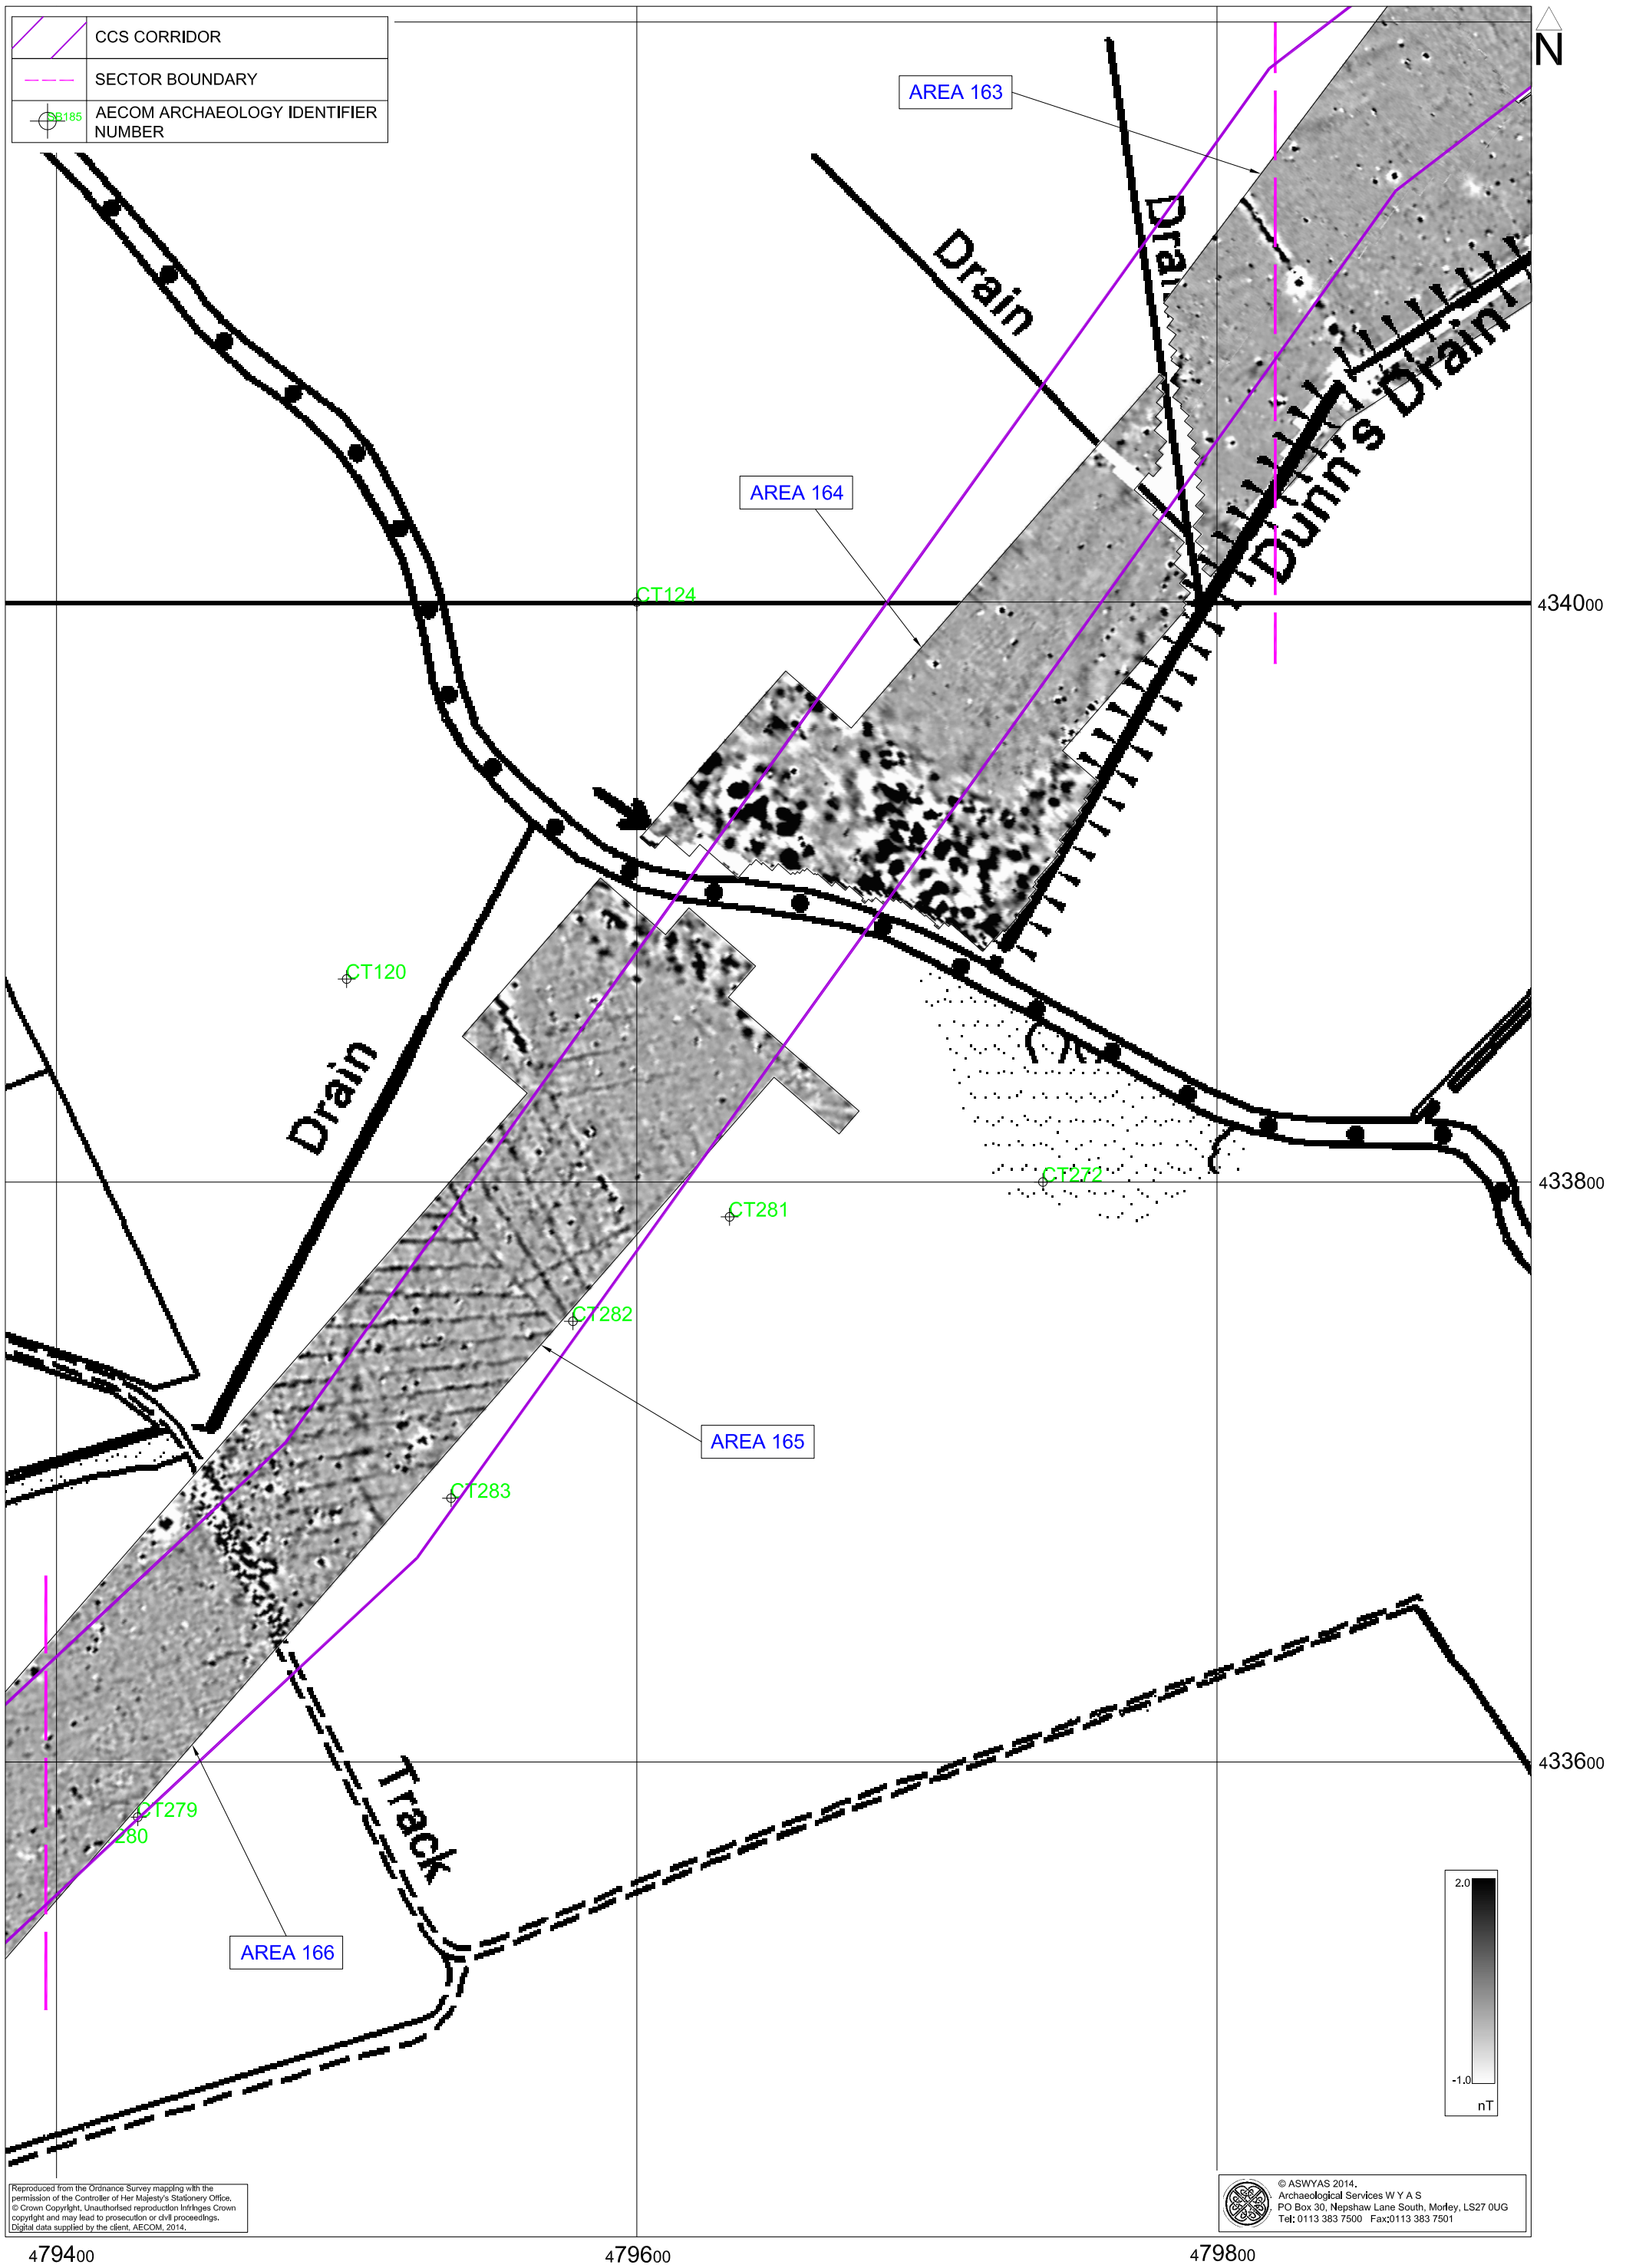 CCS CORRIDOR
SECTOR BOUNDARY
SB185
AECOM ARCHAEOLOGY IDENTIFIER
NUMBER
N
AREA 163
Drain
Drai
Dunn's Drain
AREA 164
CT124
434000
CT120
Drain
CT272
433800
CT281
CT282
AREA 165
CT283
433600
CT279
280
Track
AREA 166
2.0
-1.0
nT
Reproduced from the Ordnance Survey mapping with the
permission of the Controller of Her Majesty's Stationery Office.
© Crown Copyright, Unauthorised reproduction infringes Crown
copyright and may lead to prosecution or civil proceedings.
Digital data supplied by the client, AECOM, 2014.
© ASWYAS 2014.
Archaeological Services W Y A S
PO Box 30, Nepshaw Lane South, Morley, LS27 0UG
Tel: 0113 383 7500 Fax:0113 383 7501
479400
479600
479800